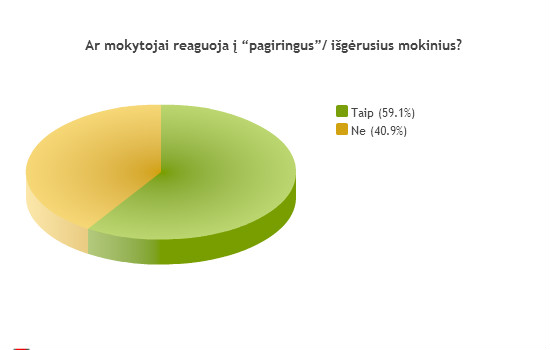 Ar mokytojai reaguoja į “pagiringus”/ išgėrusius mokinius?
Taip (59.1%)
Ne (40.9%)